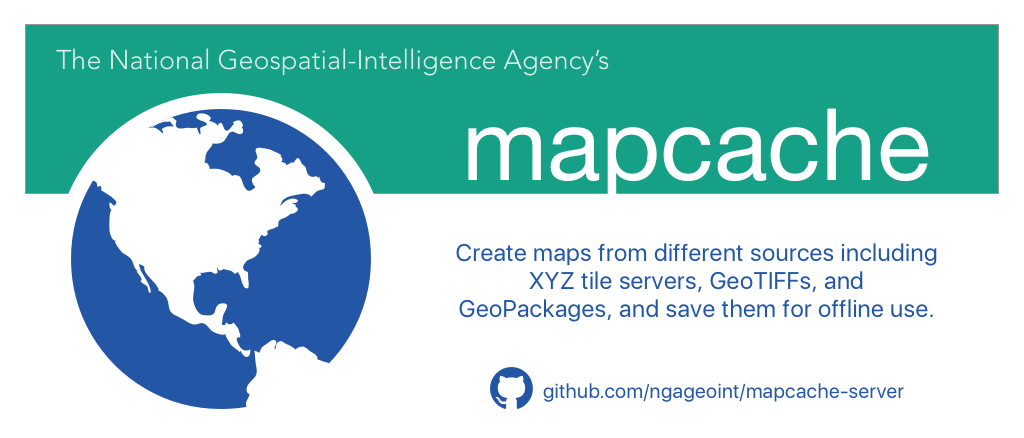 The National Geospatial-Intelligence Agency’s
mapcache
Create maps from different sources including
XYZ tile servers, GeoTIFFs, and
GeoPackages, and save them for offline use.
github.com/ngageoint/mapcache-server